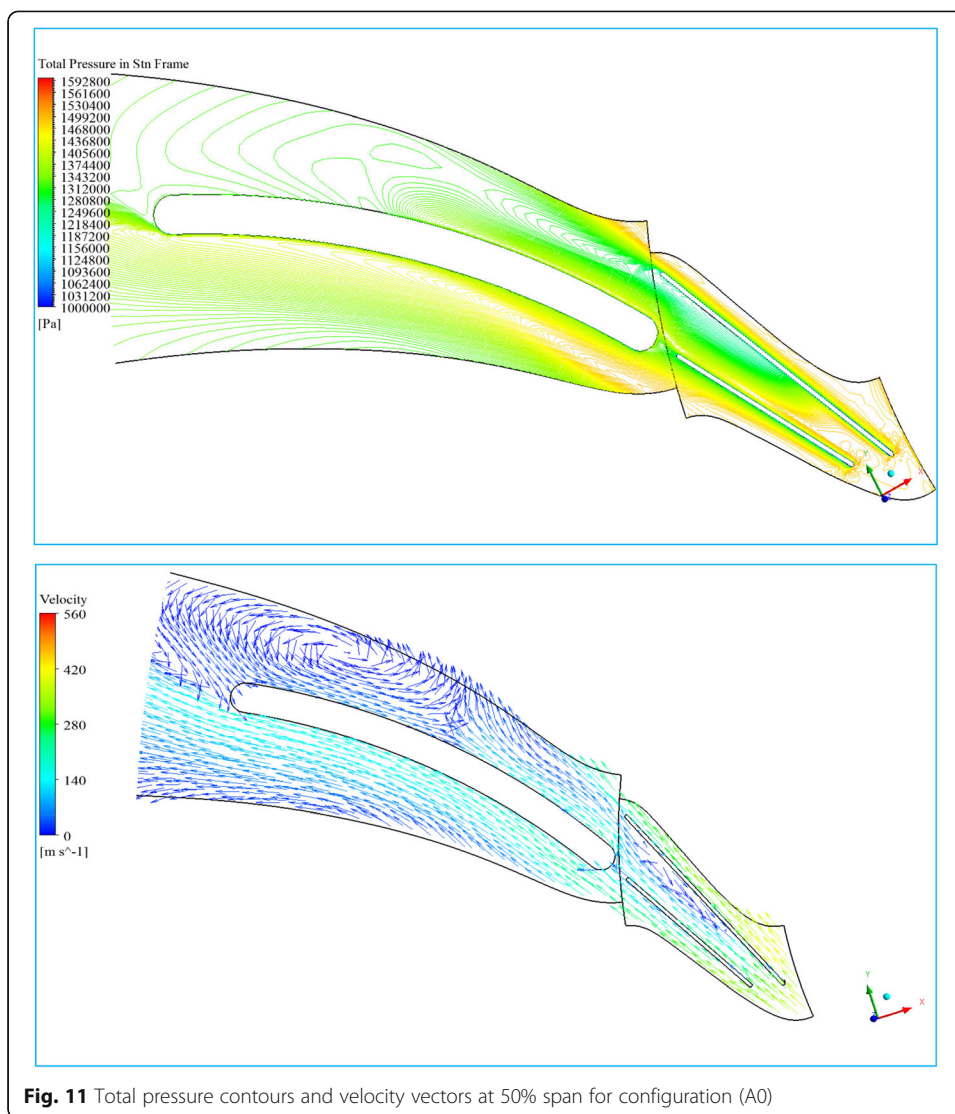 Total Pressure in Stn Frame
1592800
1561600
1530400
1499200
1468000
1436800
1405600
1374400
1343200
1312000
1280800
1249600
1218400
1187200
1156000
1124800
1093600
1062400
1031200
1000000
[Pa]
Y
X
Velocity
560
420
280
140
0
[m s^-1]
Y
X
Fig. 11 Total pressure contours and velocity vectors at 50% span for configuration (A0)